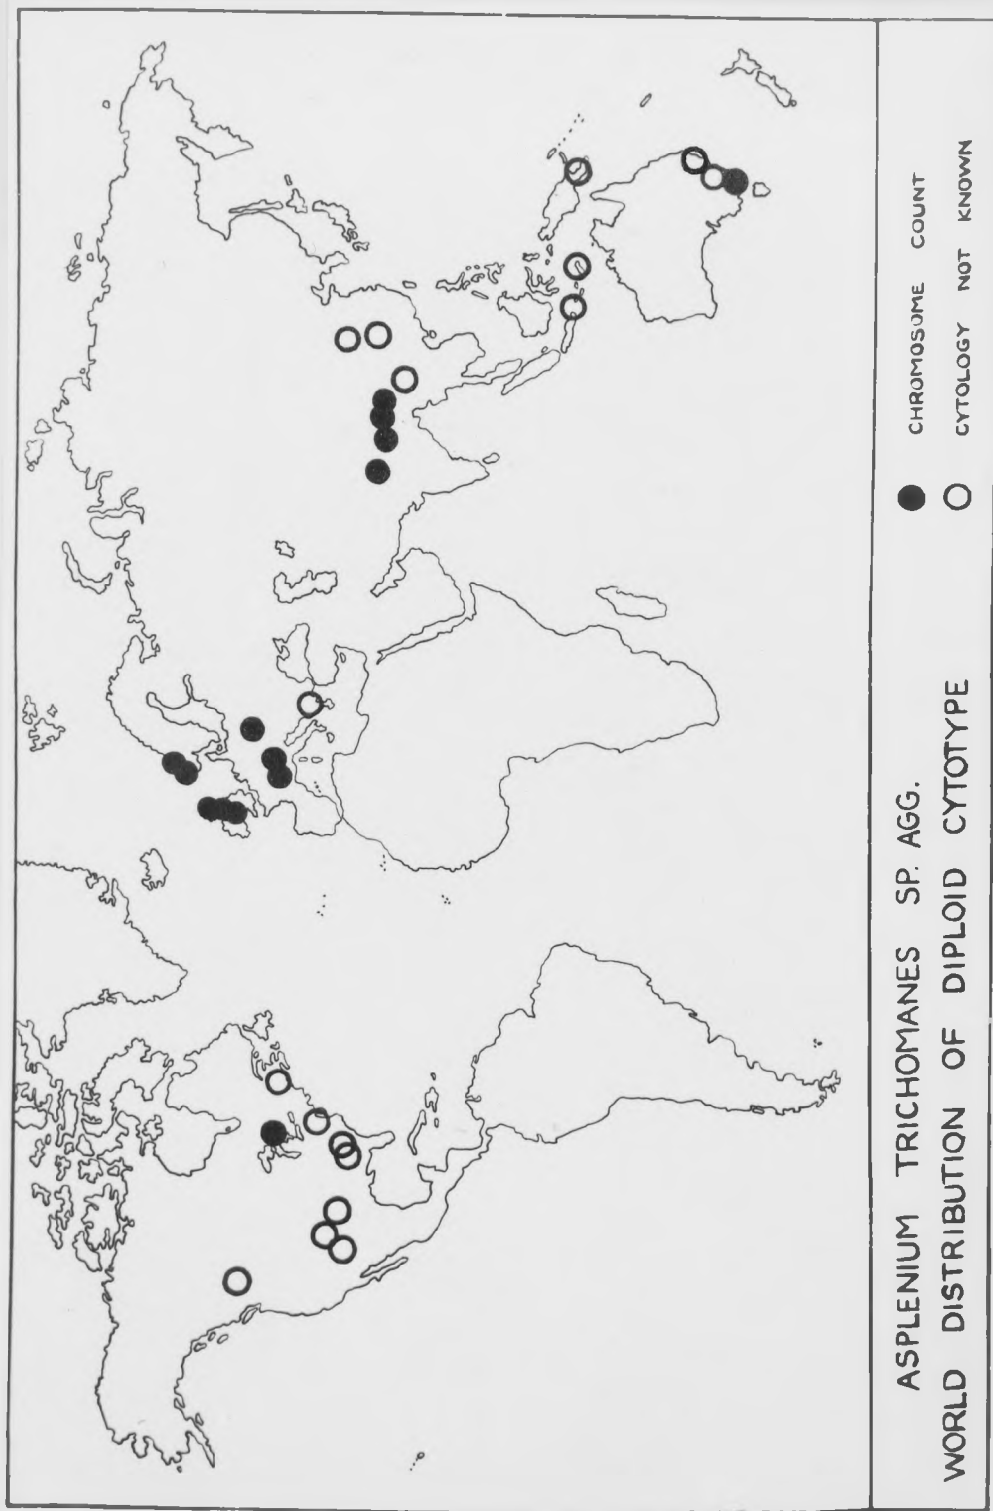 ASPLENIUM TRICHOMANES SP. AGG.
WORLD DISTRIBUTION OF DIPLOID CYTOTYPE
CHROMOSOME COUNT
CYTOLOGY NOT KNOWN